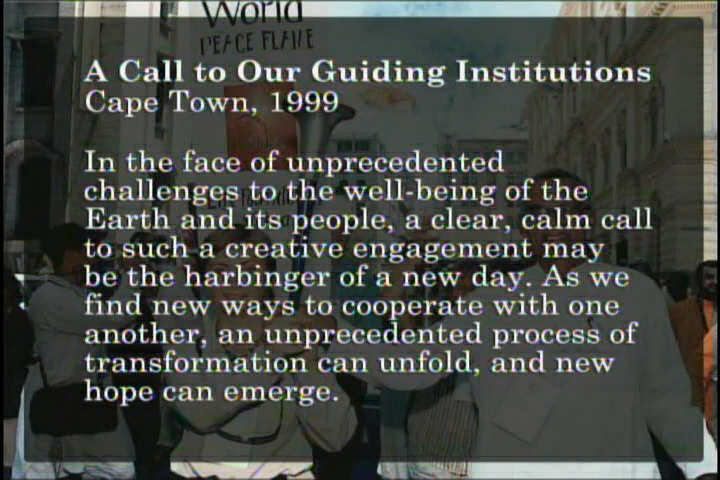 World
PEACE FLAME
A Call to Our Guiding Institutions
Cape Town, 1999
In the face of unprecedented
challenges to the well-being of the
Earth and its people, a clear, calm call
to such a creative engagement may
be the harbinger of a new day. As we
find new ways to cooperate with one
another, an unprecedented process of
transformation can unfold, and new
hope can emerge.